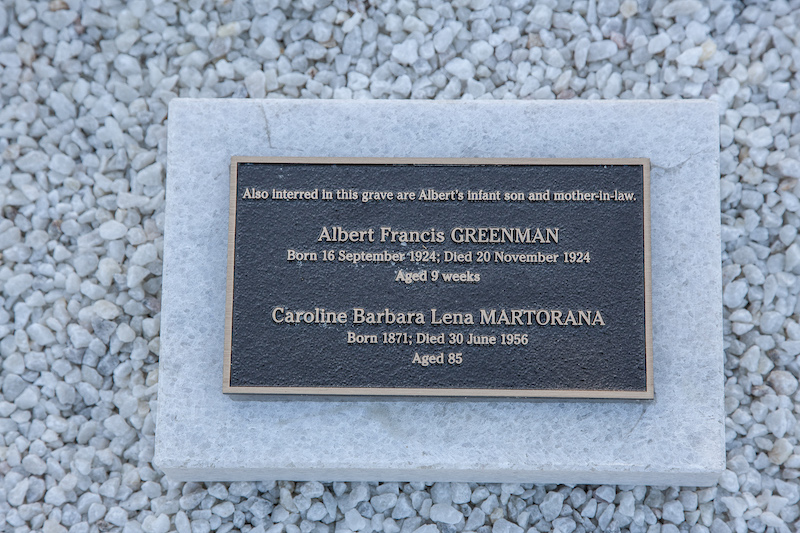 Also interred in this grave are Albert's infant son and mother-in-law.
Albert Francis GREENMAN
Born 16 September 1924; Died 20 November 1924
Aged 9 weeks
Caroline Barbara Lena MARTORANA
Born 1871; Died 30 June 1956
Aged 85